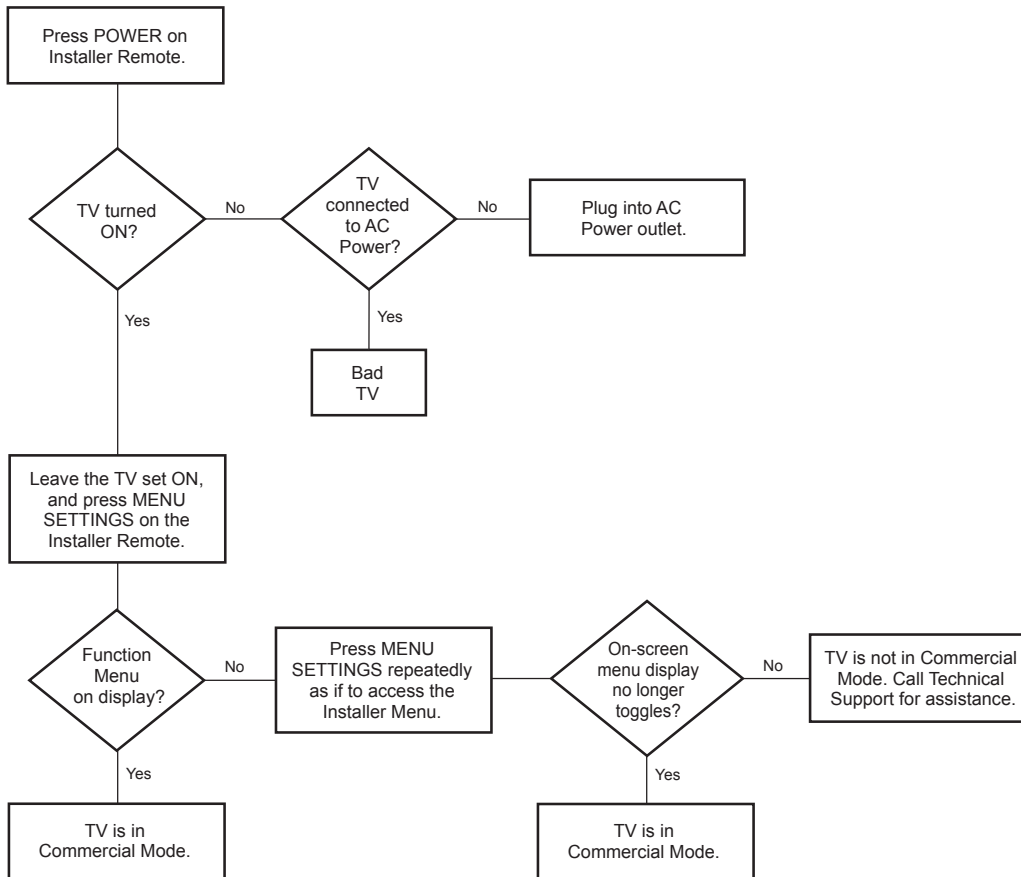 Press POWER on
Installer Remote.
TV turned
ON?
No
TV
connected
to AC
Power?
No
Plug into AC
Power outlet.
Yes
Yes
Bad
TV
Leave the TV set ON,
and press MENU
SETTINGS on the
Installer Remote.
Function
Menu
on display?
No
Press MENU
SETTINGS repeatedly
as if to access the
Installer Menu.
On-screen
menu display
no longer
toggles?
No
TV is not in Commercial
Mode. Call Technical
Support for assistance.
Yes
Yes
TV is in
Commercial Mode.
TV is in
Commercial Mode.